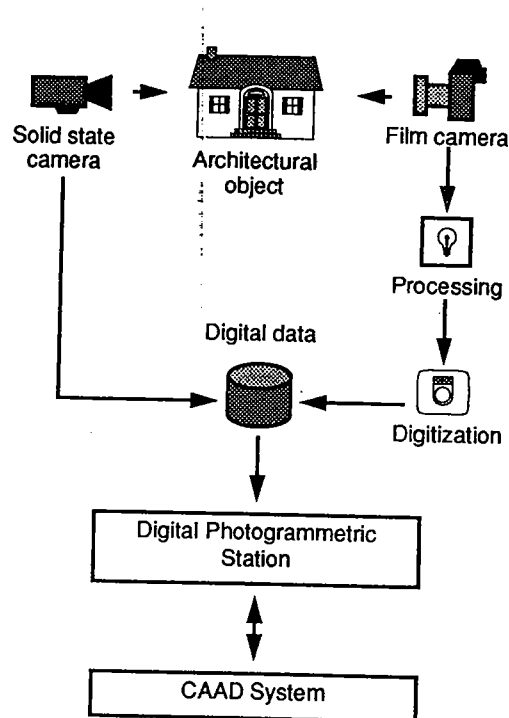 Solid state
camera
Architectural
object
Film camera
Processing
Digital data
Digitization
Digital Photogrammetric
Station
CAAD System